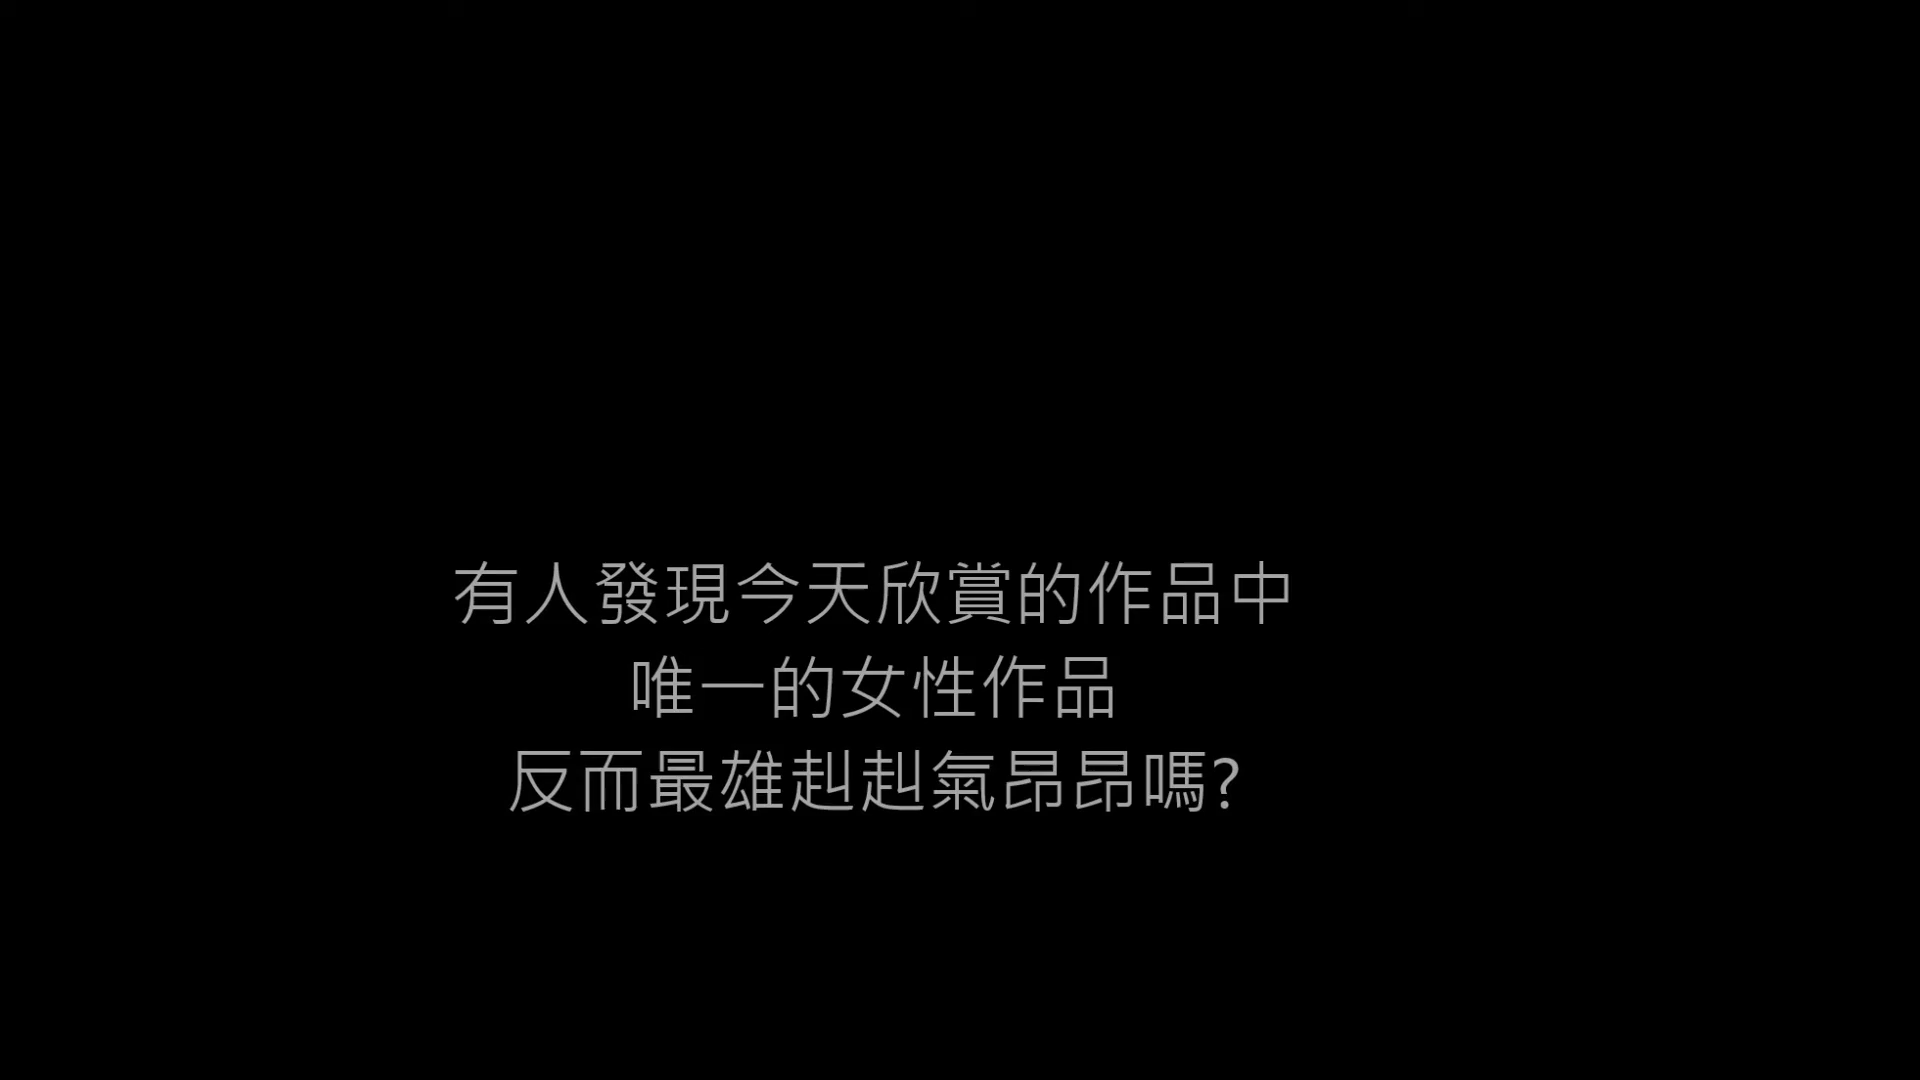 有人發現今天欣賞的作品中
唯一的女性作品
反而最雄赳赳氣昂昂嗎?